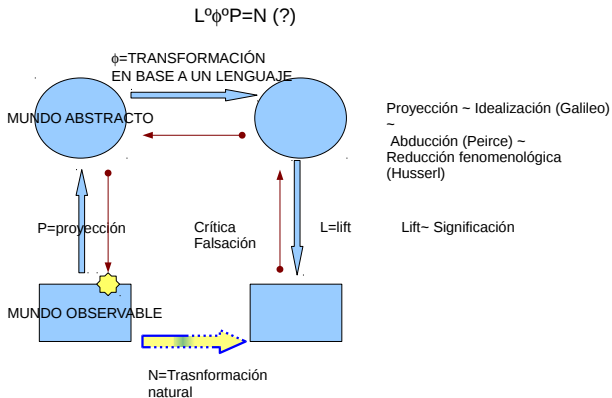 LºϕºP=N (?)
ϕ=TRANSFORMACIÓN
EN BASE A UN LENGUAJE
MUNDO ABSTRACTO
Proyección ~ Idealización (Galileo)
~
Abducción (Peirce) ~
Reducción fenomenológica
(Husserl)
P=proyección
Crítica
Falsación
L=lift
Lift~ Significación
MUNDO OBSERVABLE
N=Trasnformación
natural